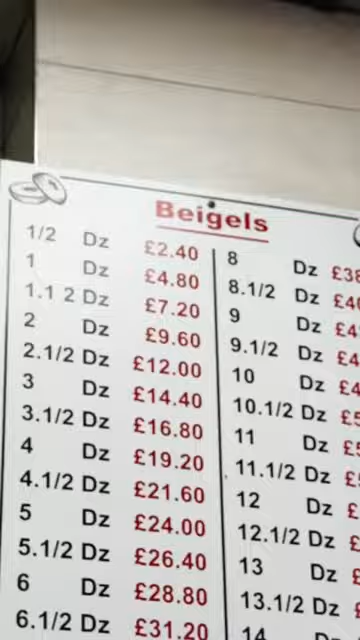 Beigels
1/2 Dz £2.40
1 Dz £4.80
1.1 2 Dz £7.20
2 Dz £9.60
2.1/2 Dz £12.00
3 Dz £14.40
3.1/2 Dz £16.80
4 Dz £19.20
4.1/2 Dz £21.60
5 Dz £24.00
5.1/2 Dz £26.40
6 Dz £28.80
6.1/2 Dz £31.20
8 Dz
8.1/2 Dz
9 Dz
9.1/2 Dz
10 Dz
10.1/2 Dz
11 Dz
11.1/2 Dz
12 Dz
12.1/2 Dz
13 Dz
13.1/2 Dz
14